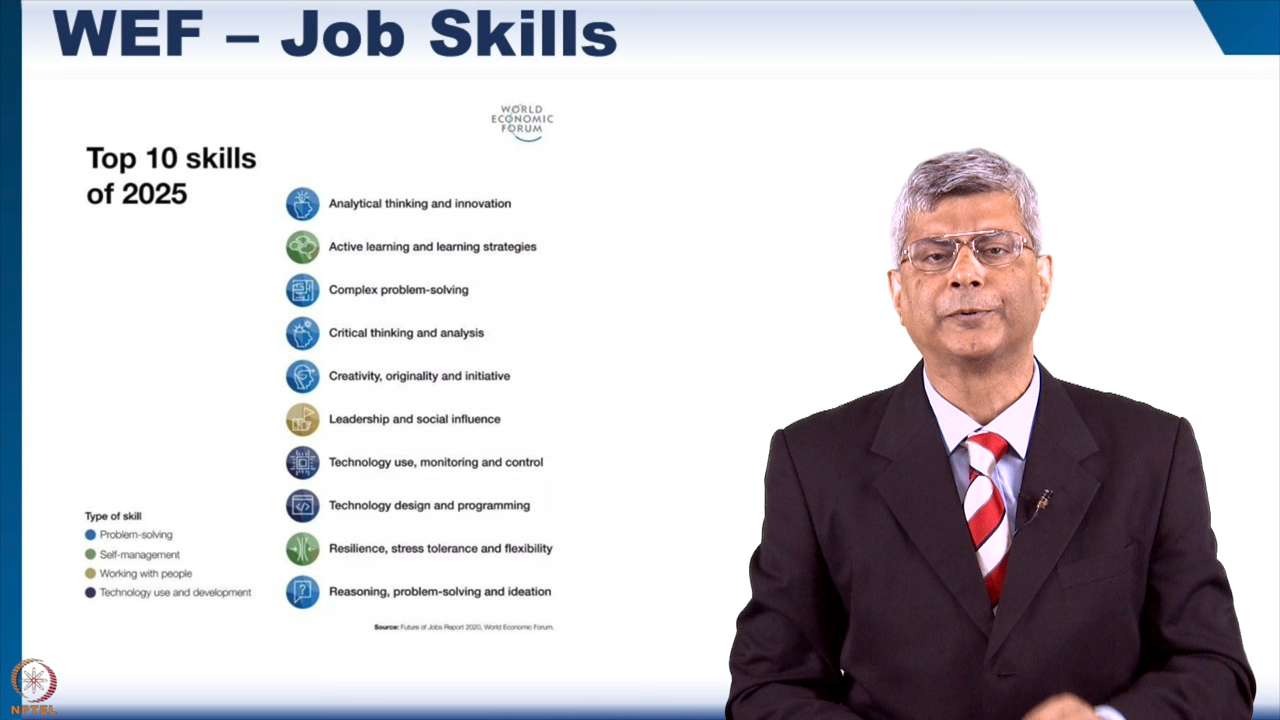 WEF – Job Skills
WORLD
ECONOMIC
FORUM
Top 10 skills
of 2025
Analytical thinking and innovation
Active learning and learning strategies
Complex problem-solving
Critical thinking and analysis
Creativity, originality and initiative
Leadership and social influence
Technology use, monitoring and control
Technology design and programming
Resilience, stress tolerance and flexibility
Reasoning, problem-solving and ideation
Type of skill
Problem-solving
Self-management
Working with people
Technology use and development
Source: Future of Jobs Report 2020, World Economic Forum.
NPTEL